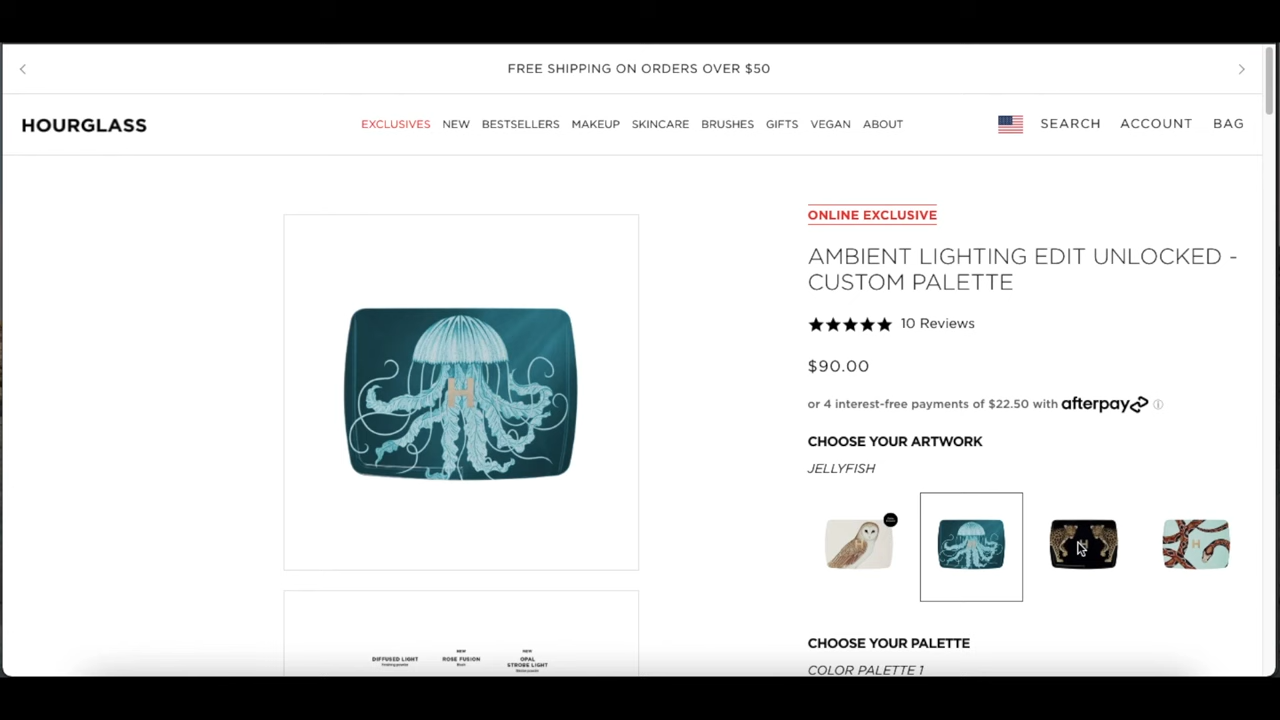 FREE SHIPPING ON ORDERS OVER $50
HOURGLASS
EXCLUSIVES NEW BESTSELLERS MAKEUP SKINCARE BRUSHES GIFTS VEGAN ABOUT
SEARCH ACCOUNT BAG
ONLINE EXCLUSIVE
AMBIENT LIGHTING EDIT UNLOCKED -
CUSTOM PALETTE
10 Reviews
$90.00
or 4 interest-free payments of $22.50 with afterpay
CHOOSE YOUR ARTWORK
JELLYFISH
H
CHOOSE YOUR PALETTE
COLOR PALETTE 1
DIFFUSED LIGHT
NEW
ROSE FUSION
NEW
OPAL
STROBE LIGHT